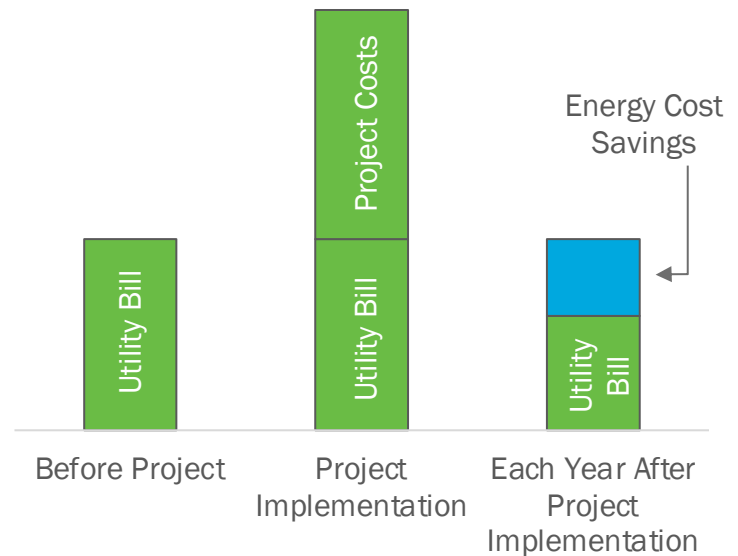 Project Costs
Energy Cost
Savings
Utility Bill
Utility Bill
Utility
Bill
Before Project
Project
Implementation
Each Year After
Project
Implementation